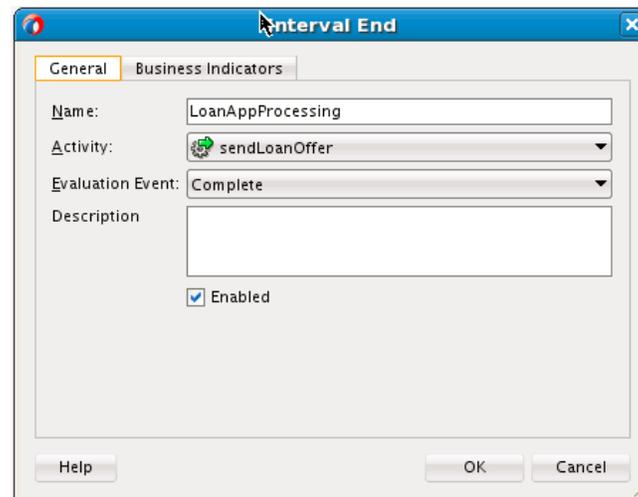 Interval End
General Business Indicators
Name: LoanAppProcessing
Activity: sendLoanOffer
Evaluation Event: Complete
Description
Enabled
Help OK Cancel